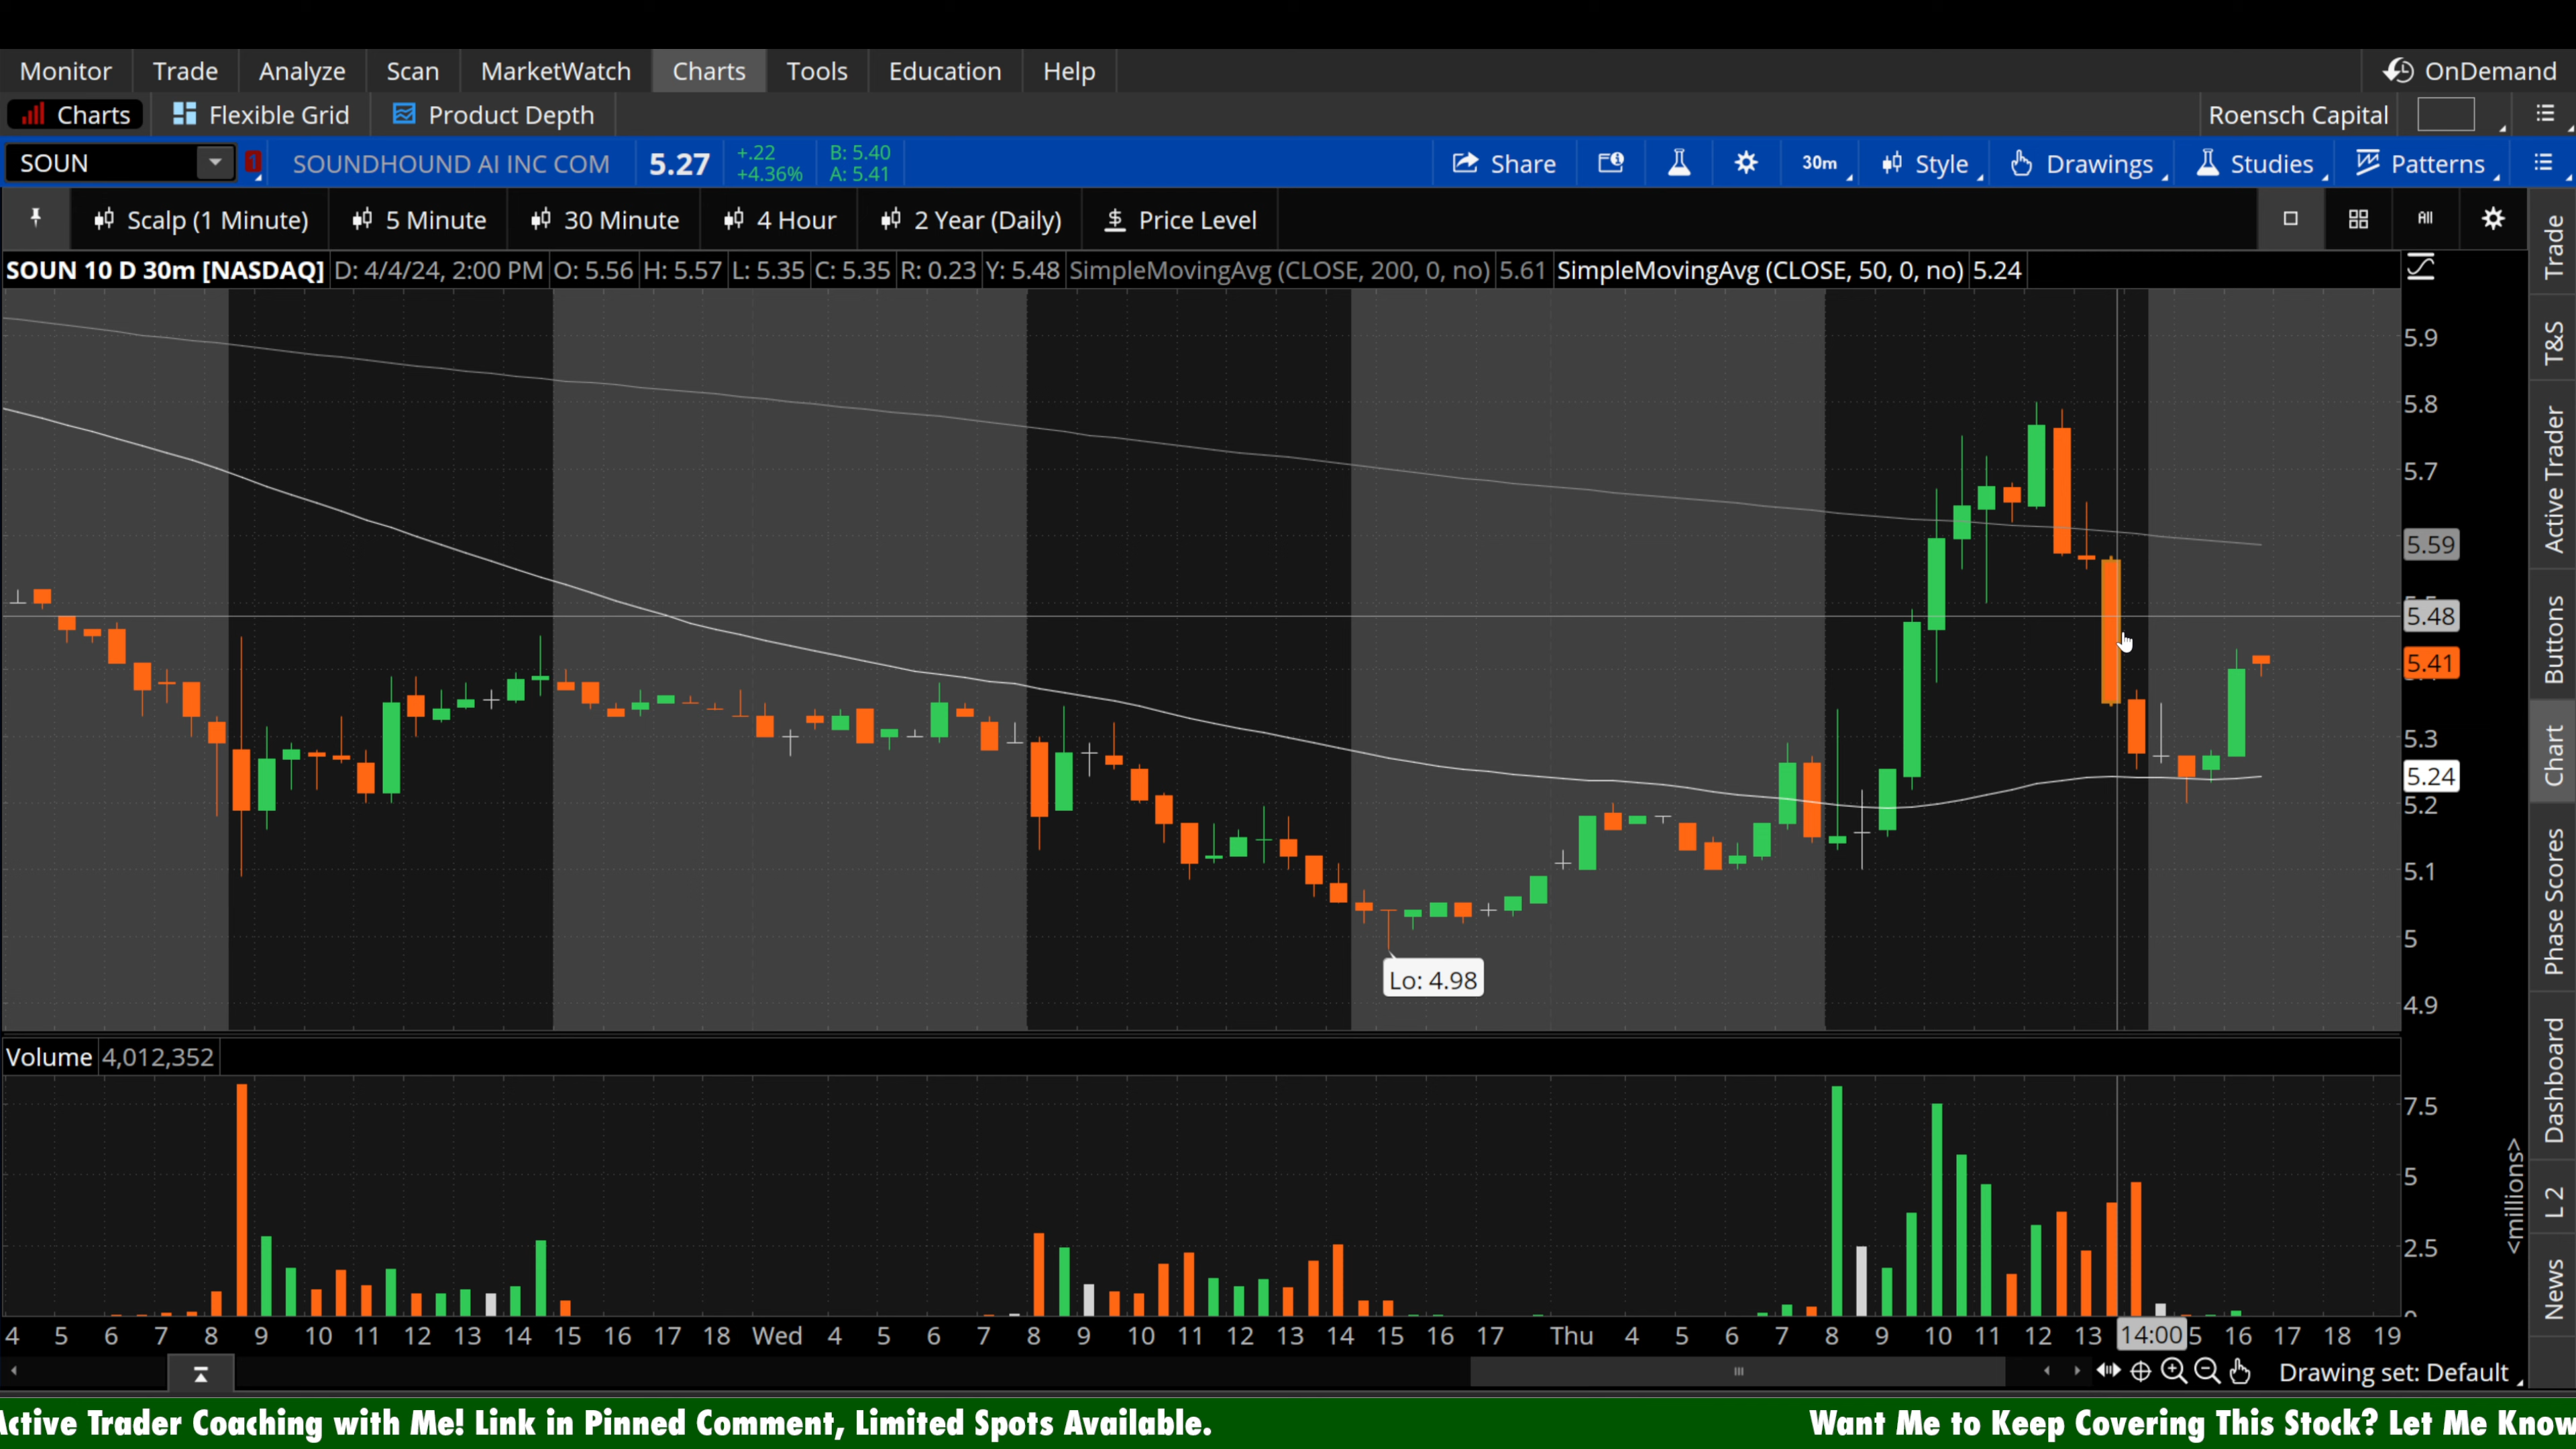 Monitor Trade Analyze Scan MarketWatch Charts Tools Education Help OnDemand
Charts Flexible Grid Product Depth Roensch Capital
SOUN 1 SOUNDHOUND AI INC COM 5.27 +.22 B: 5.40 Share 30m Style Drawings Studies Patterns
+4.36% A: 5.41
Scalp (1 Minute) 5 Minute 30 Minute 4 Hour 2 Year (Daily) $ Price Level All
SOUN 10 D 30m [NASDAQ] D: 4/4/24, 2:00 PM O: 5.56 H: 5.57 L: 5.35 C: 5.35 R: 0.23 Y: 5.48 SimpleMovingAvg (CLOSE, 200, 0, no) 5.61 SimpleMovingAvg (CLOSE, 50, 0, no) 5.24
5.9
5.8
5.7
5.59
5.48
5.41
5.3
5.24
5.2
5.1
5
4.9
Lo: 4.98
Volume 4,012,352
7.5
5
2.5
0
<millions>
4 5 6 7 8 9 10 11 12 13 14 15 16 17 18 Wed 4 5 6 7 8 9 10 11 12 13 14 15 16 17 Thu 4 5 6 7 8 9 10 11 12 13 14:00 5 16 17 18 19
Drawing set: Default
Trade
T&S
Active Trader
Buttons
Chart
Phase Scores
Dashboard
L 2
News
Active Trader Coaching with Me! Link in Pinned Comment, Limited Spots Available. Want Me to Keep Covering This Stock? Let Me Know